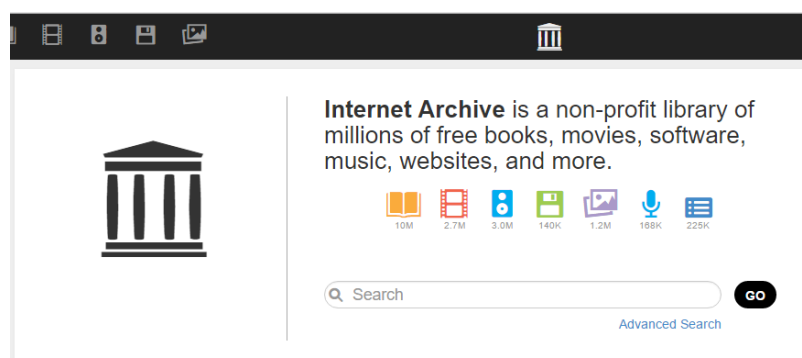 Internet Archive is a non-profit library of
millions of free books, movies, software,
music, websites, and more.
10M 2.7M 3.0M 140K 1.2M 168K 225K
Search GO
Advanced Search